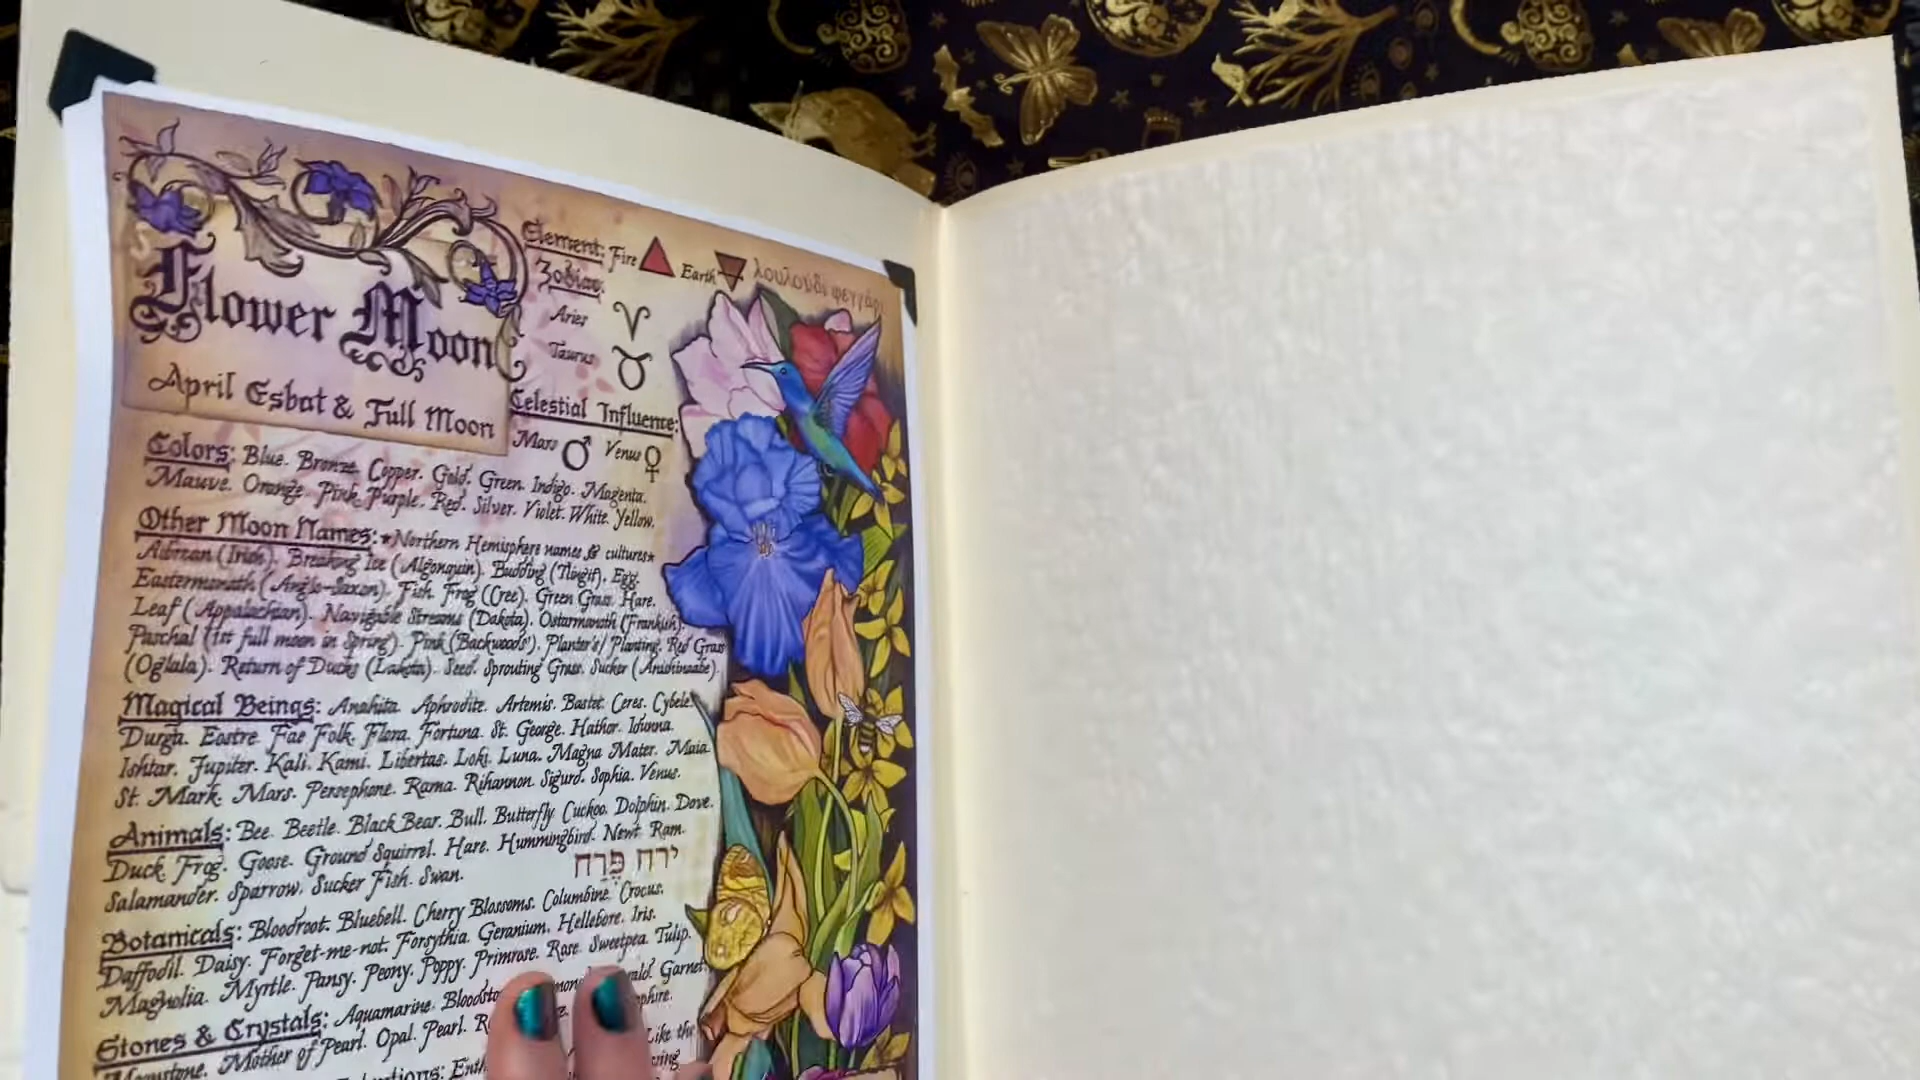 Flower Moon
April Esbat & Full Moon
Element: Fire Earth
λουλούδι φεγγάρι
Zodiac:
Aries
Taurus
Celestial Influence:
Mars ♂ Venus ♀
Colors: Blue. Bronze. Copper. Gold. Green. Indigo. Magenta.
Mauve. Orange. Pink. Purple. Red. Silver. Violet. White. Yellow.
Other Moon Names: *Northern Hemisphere names & cultures*
(Irish). Breaking Ice (Algonquin). Budding (Tlingit). Egg.
Eastermonath (Anglo-Saxon). Fish. Frog (Cree). Green Grass. Hare.
Leaf (Appalachian). Navigable Streams (Dakota). Ostarmanoth (Frankish).
Paschal (1st full moon in Spring). Pink (Backwoods'). Planter's/Planting. Red Grass
(Oglala). Return of Ducks (Lakota). Seed. Sprouting Grass. Sucker (Anishinaabe).
Magical Beings: Anahita. Aphrodite. Artemis. Bastet. Ceres. Cybele.
Durga. Eostre. Fae Folk. Flora. Fortuna. St. George. Hathor. Idunna.
Ishtar. Jupiter. Kali. Kami. Libertas. Loki. Luna. Magna Mater. Maia.
St. Mark. Mars. Persephone. Rama. Rihannon. Sigurd. Sophia. Venus.
Animals: Bee. Beetle. Black Bear. Bull. Butterfly. Cuckoo. Dolphin. Dove.
Duck. Frog. Goose. Ground Squirrel. Hare. Hummingbird. Newt. Ram.
Salamander. Sparrow. Sucker Fish. Swan.
ירח פֶּרַח
Botanicals: Bloodroot. Bluebell. Cherry Blossoms. Columbine. Crocus.
Daffodil. Daisy. Forget-me-not. Forsythia. Geranium. Hellebore. Iris.
Magnolia. Myrtle. Pansy. Peony. Poppy. Primrose. Rose. Sweetpea. Tulip.
Stones & Crystals: Aquamarine. Garnet.
Moonstone. Mother of Pearl. Opal. Pearl.
Like the